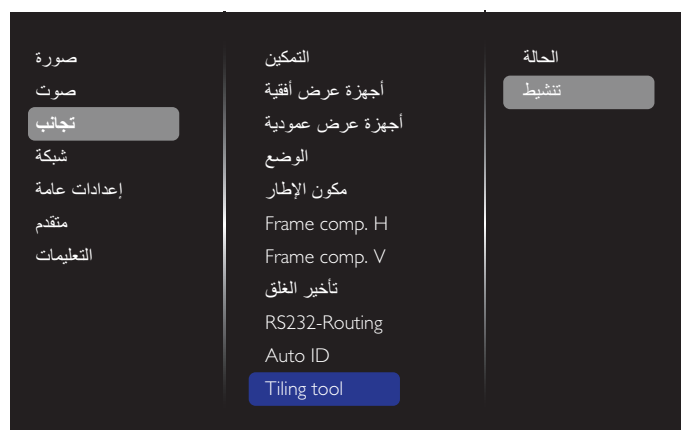 صورة
صوت
تجانب
شبكة
إعدادات عامة
متقدم
التعليمات
التمكين
أجهزة عرض أفقية
أجهزة عرض عمودية
الوضع
مكون الإطار
Frame comp. H
Frame comp. V
تأخير الغلق
RS232-Routing
Auto ID
Tiling tool
الحالة
تنشيط